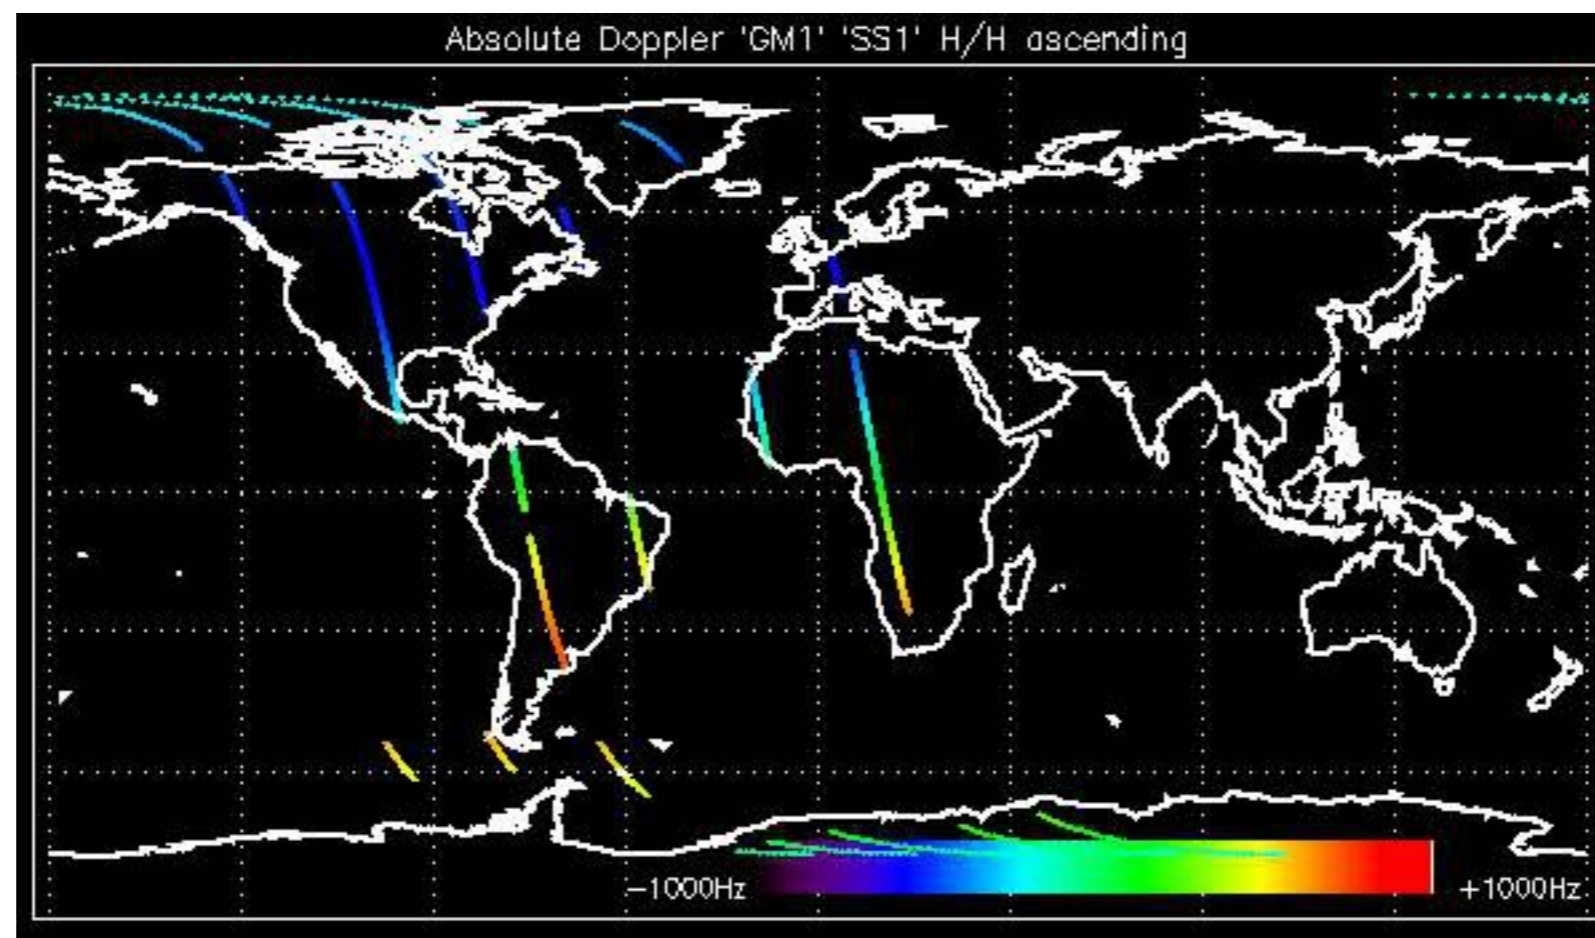 Absolute Doppler 'GM1' 'SS1' H/H ascending
-1000Hz
+1000Hz